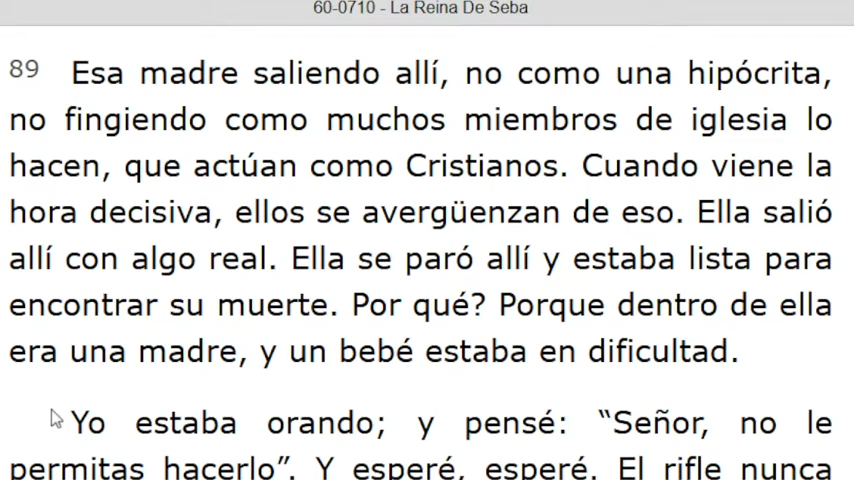 60-0710 - La Reina De Seba
89 Esa madre saliendo allí, no como una hipócrita,
no fingiendo como muchos miembros de iglesia lo
hacen, que actúan como Cristianos. Cuando viene la
hora decisiva, ellos se avergüenzan de eso. Ella salió
allí con algo real. Ella se paró allí y estaba lista para
encontrar su muerte. Por qué? Porque dentro de ella
era una madre, y un bebé estaba en dificultad.
Yo estaba orando; y pensé: “Señor, no le
permitas hacerlo”. Y esperé, esperé. El rifle nunca